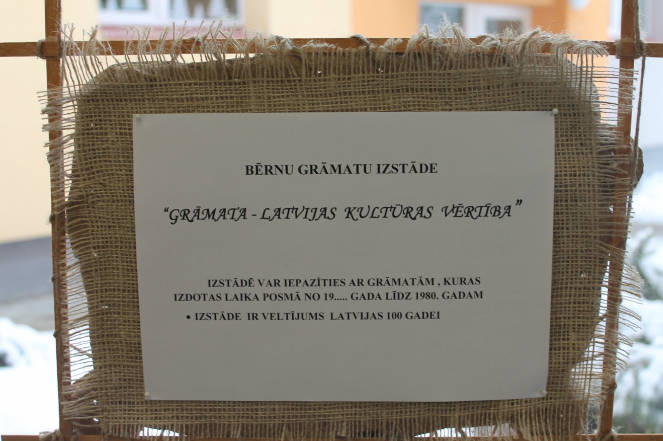 BĒRNU GRĀMATU IZSTĀDE
“GRĀMATA - LATVIJAS KULTŪRAS VĒRTĪBA”
IZSTĀDĒ VAR IEPAZĪTIES AR GRĀMATĀM , KURAS
IZDOTAS LAIKA POSMĀ NO 19..... GADA LĪDZ 1980. GADAM
• IZSTĀDE IR VELTĪJUMS LATVIJAS 100 GADEI